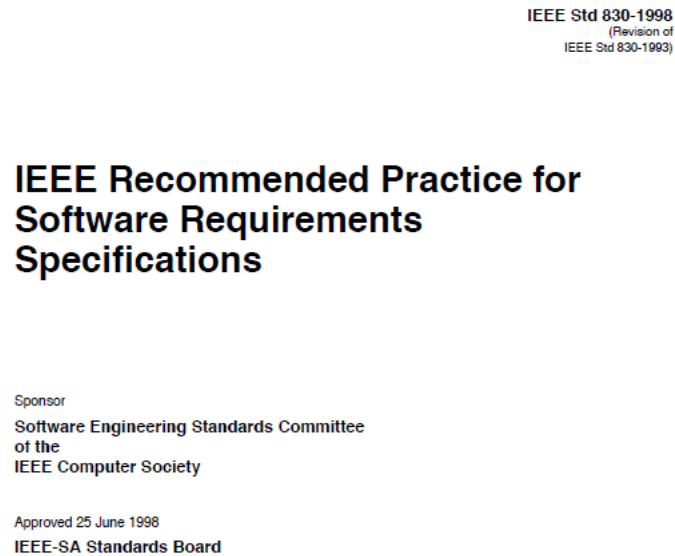 IEEE Std 830-1998
(Revision of
IEEE Std 830-1993)
IEEE Recommended Practice for
Software Requirements
Specifications
Sponsor
Software Engineering Standards Committee
of the
IEEE Computer Society
Approved 25 June 1998
IEEE-SA Standards Board